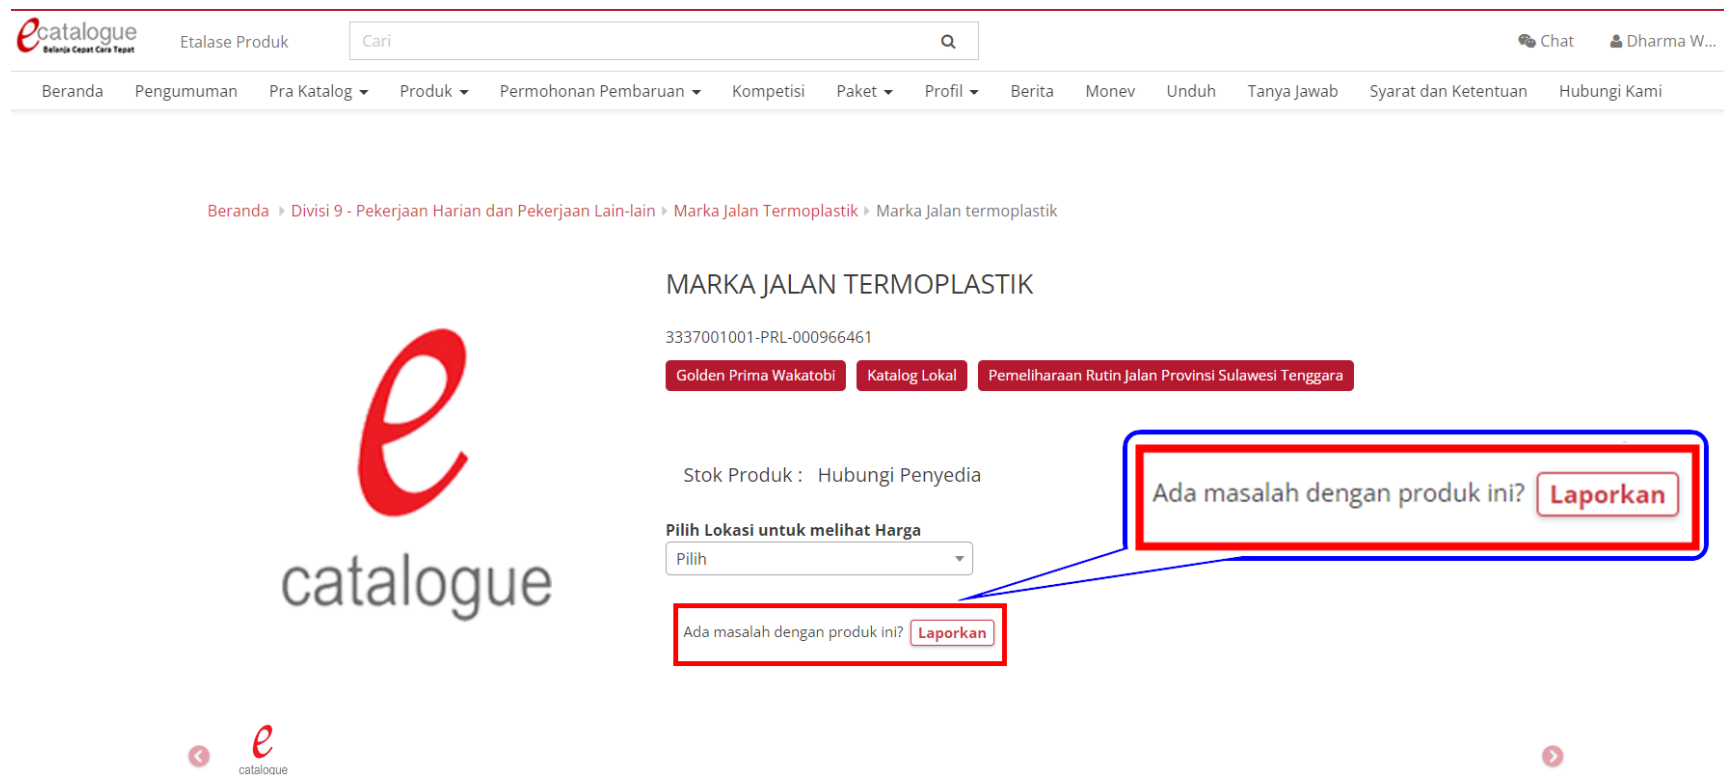 ecatalogue
Belanja Cepat Cara Tepat
Etalase Produk
Cari
Chat
Dharma W...
Beranda Pengumuman Pra Katalog Produk Permohonan Pembaruan Kompetisi Paket Profil Berita Monev Unduh Tanya Jawab Syarat dan Ketentuan Hubungi Kami
Beranda Divisi 9 - Pekerjaan Harian dan Pekerjaan Lain-lain Marka Jalan Termoplastik Marka Jalan termoplastik
MARKA JALAN TERMOPLASTIK
3337001001-PRL-000966461
Golden Prima Wakatobi Katalog Lokal Pemeliharaan Rutin Jalan Provinsi Sulawesi Tenggara
e
catalogue
Stok Produk : Hubungi Penyedia
Ada masalah dengan produk ini? Laporkan
Pilih Lokasi untuk melihat Harga
Pilih
Ada masalah dengan produk ini? Laporkan
e
catalogue